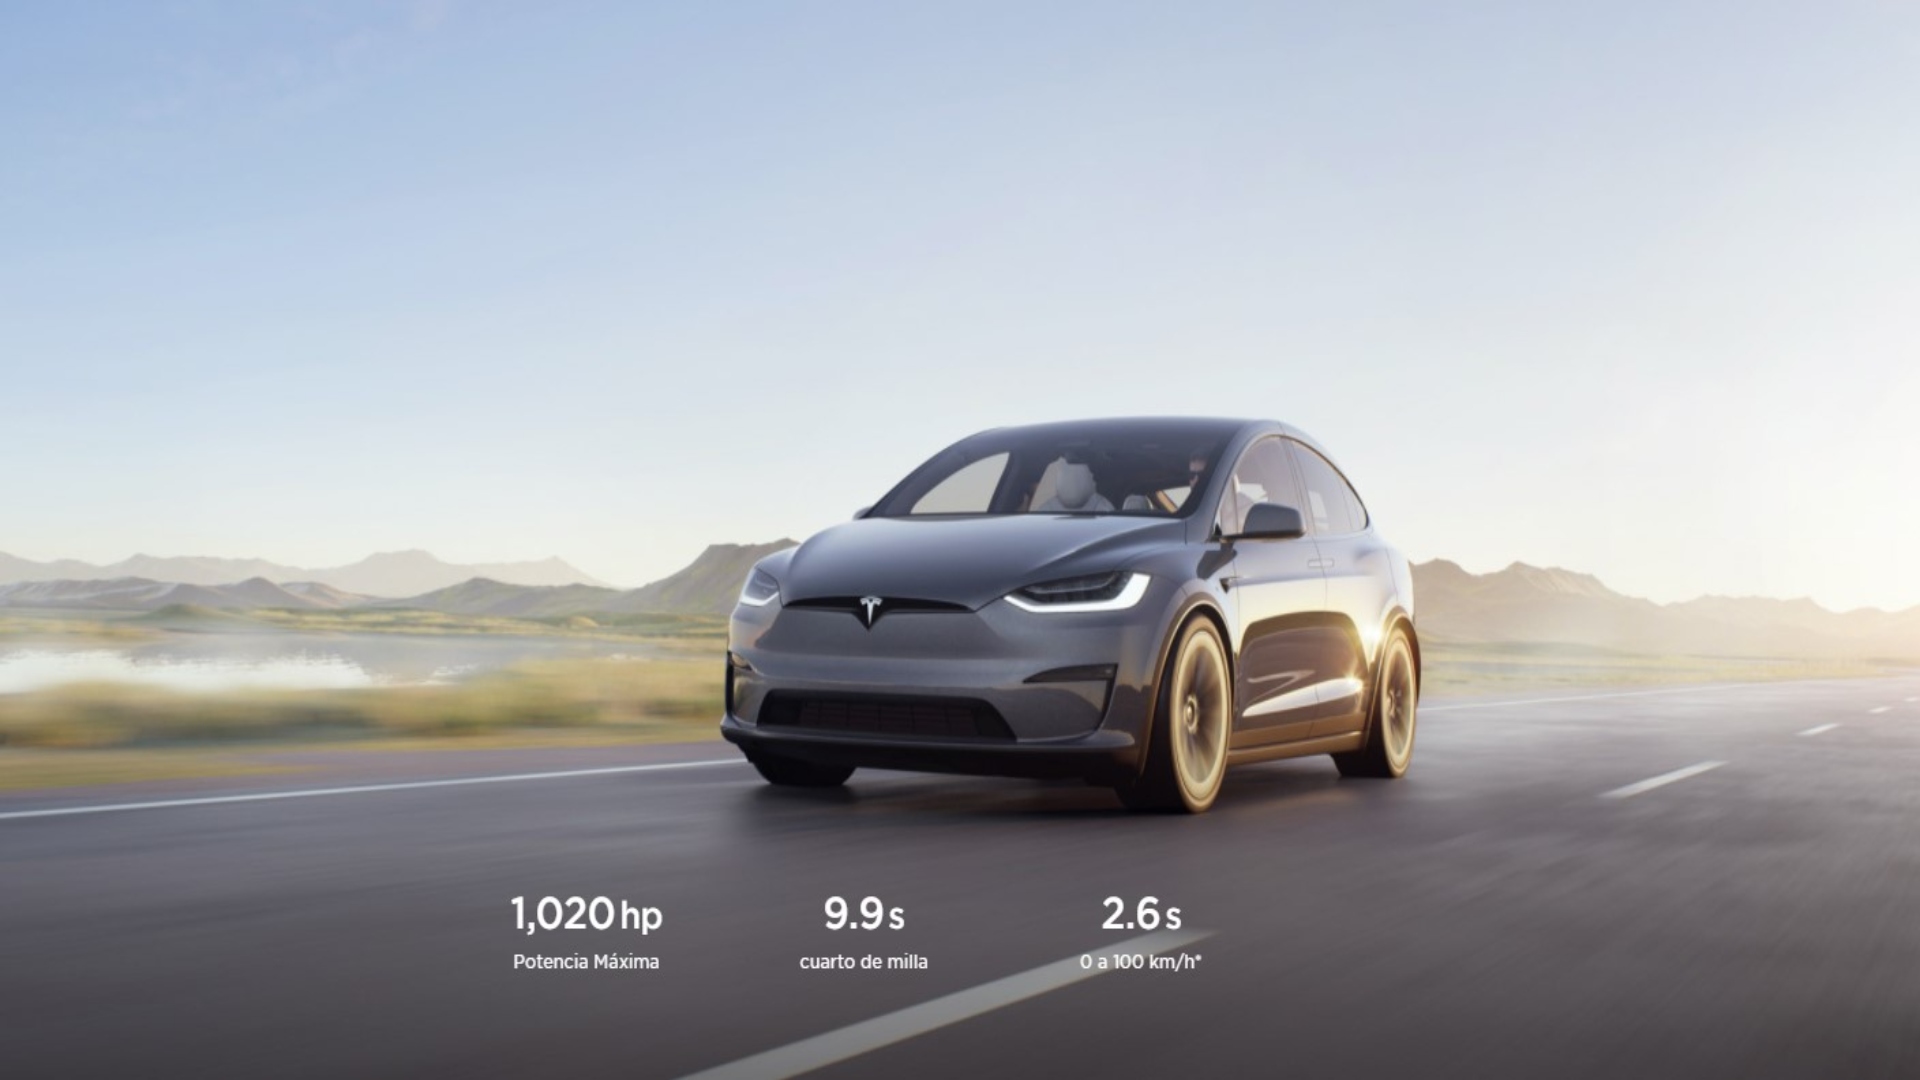 1,020 hp
Potencia Máxima
9.9 s
cuarto de milla
2.6 s
0 a 100 km/h*